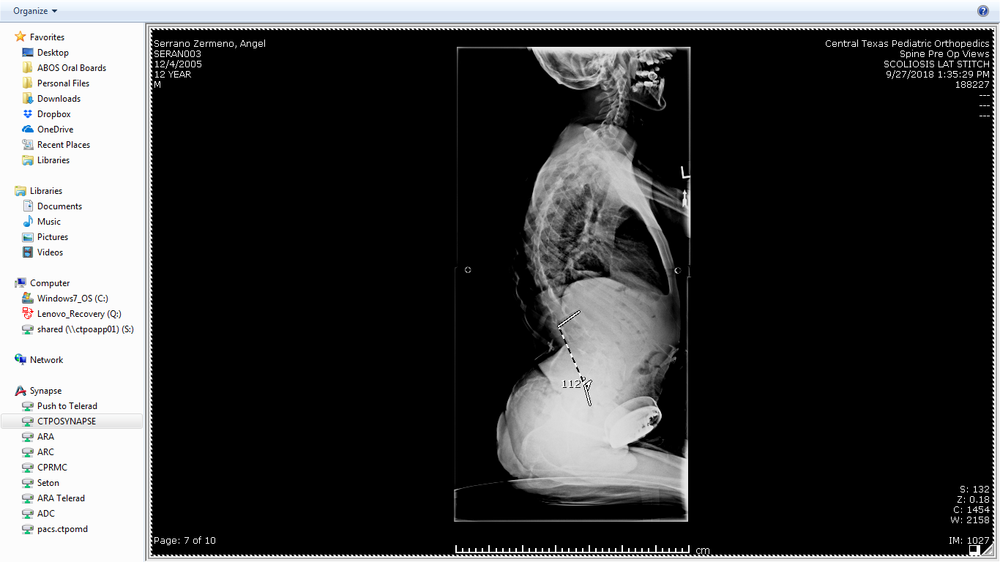 Organize
Favorites
Desktop
ABOS Oral Boards
Personal Files
Downloads
Dropbox
OneDrive
Recent Places
Libraries
Libraries
Documents
Music
Pictures
Videos
Computer
Windows7_OS (C:)
Lenovo_Recovery (Q:)
shared (\\ctpoapp01) (S:)
Network
Synapse
Push to Telerad
CTPOSYNAPSE
ARA
ARC
CPRMC
Seton
ARA Telerad
ADC
pacs.ctpomd
Serrano Zermeno, Angel
SERAN003
12/4/2005
12 YEAR
M
Central Texas Pediatric Orthopedics
Spine Pre Op Views
SCOLIOSIS LAT STITCH
9/27/2018 1:35:29 PM
188227
---
---
---
L
112°
S: 132
Z: 0.18
C: 1454
W: 2158
Page: 7 of 10
IM: 1027
cm